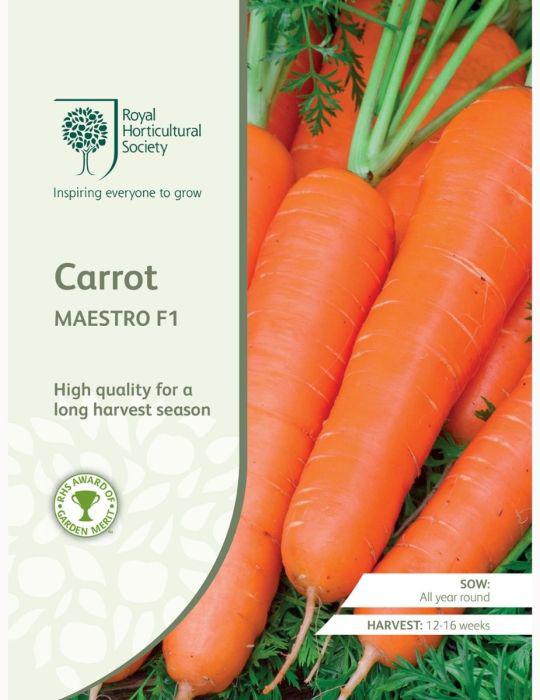 Royal
Horticultural
Society
Inspiring everyone to grow
Carrot
MAESTRO F1
High quality for a
long harvest season
RHS AWARD OF
GARDEN MERIT
SOW:
All year round
HARVEST: 12-16 weeks